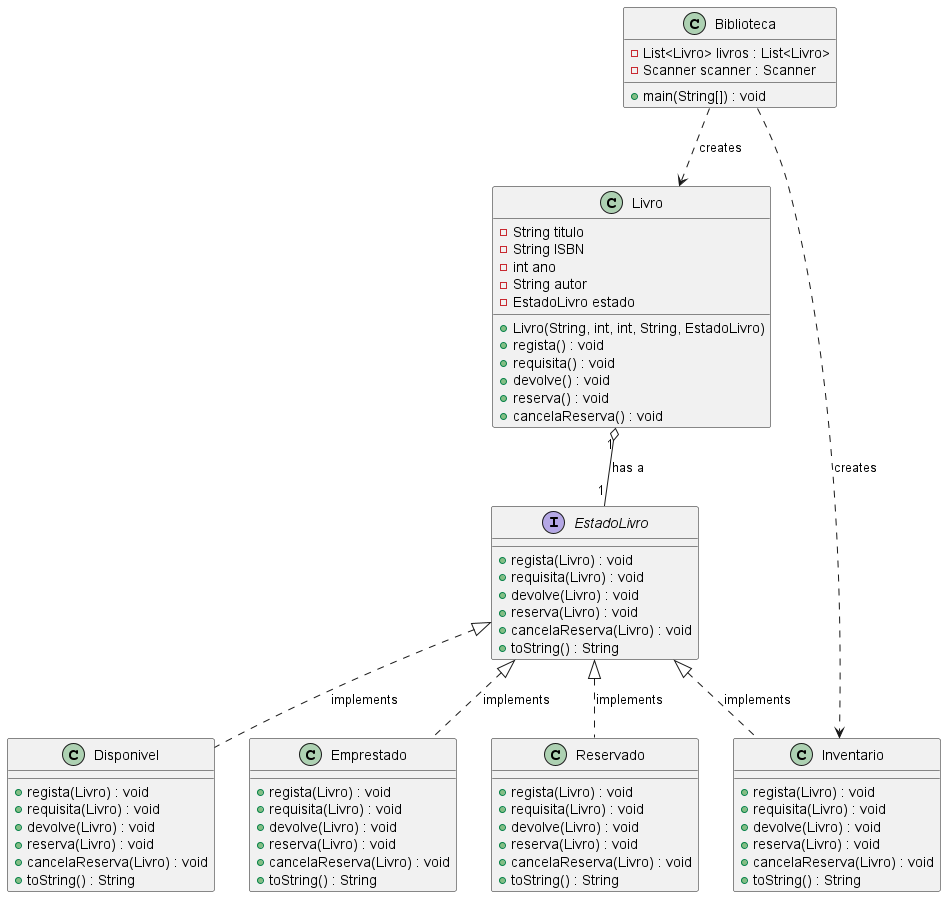 C Biblioteca
List<Livro> livros : List<Livro>
Scanner scanner : Scanner
main(String[]) : void
creates
C Livro
String titulo
String ISBN
int ano
String autor
EstadoLivro estado
Livro(String, int, int, String, EstadoLivro)
regista() : void
requisita() : void
devolve() : void
reserva() : void
cancelaReserva() : void
1
has a
creates
1
I EstadoLivro
regista(Livro) : void
requisita(Livro) : void
devolve(Livro) : void
reserva(Livro) : void
cancelaReserva(Livro) : void
toString() : String
implements
implements
implements
implements
C Disponivel
regista(Livro) : void
requisita(Livro) : void
devolve(Livro) : void
reserva(Livro) : void
cancelaReserva(Livro) : void
toString() : String
C Emprestado
regista(Livro) : void
requisita(Livro) : void
devolve(Livro) : void
reserva(Livro) : void
cancelaReserva(Livro) : void
toString() : String
C Reservado
regista(Livro) : void
requisita(Livro) : void
devolve(Livro) : void
reserva(Livro) : void
cancelaReserva(Livro) : void
toString() : String
C Inventario
regista(Livro) : void
requisita(Livro) : void
devolve(Livro) : void
reserva(Livro) : void
cancelaReserva(Livro) : void
toString() : String